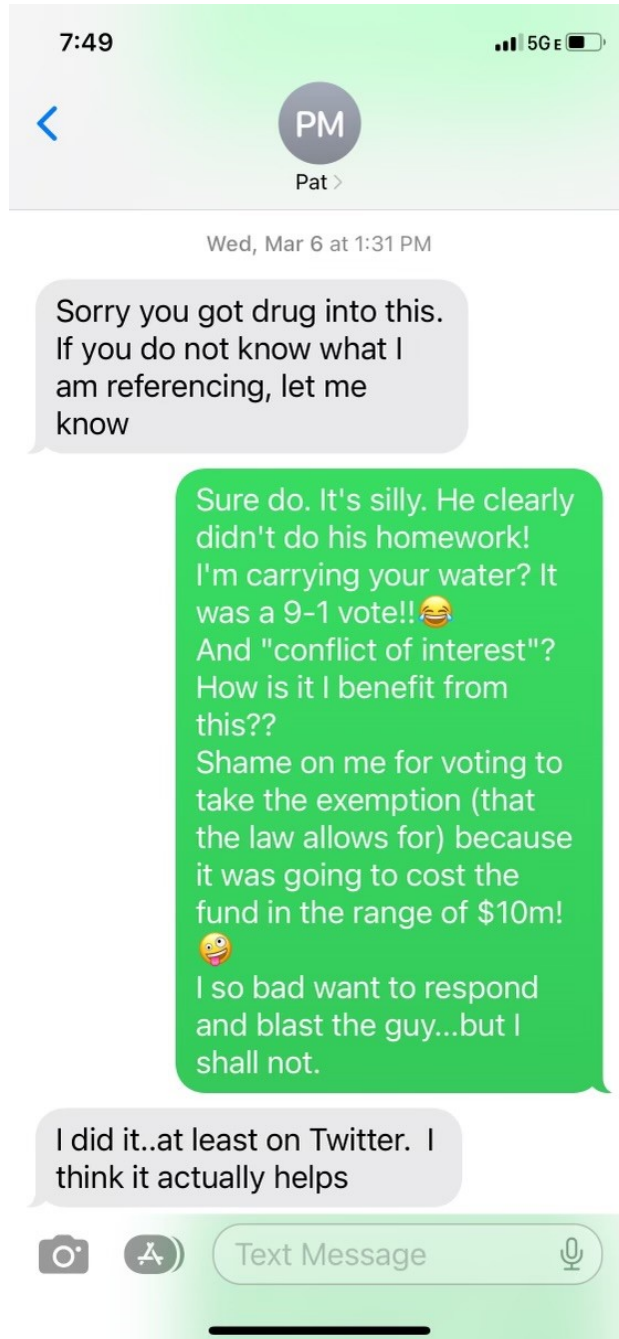 7:49
5GE
PM
Pat >
Wed, Mar 6 at 1:31 PM
Sorry you got drug into this.
If you do not know what I
am referencing, let me
know
Sure do. It's silly. He clearly
didn't do his homework!
I'm carrying your water? It
was a 9-1 vote!!😂
And "conflict of interest"?
How is it I benefit from
this??
Shame on me for voting to
take the exemption (that
the law allows for) because
it was going to cost the
fund in the range of $10m!
🤪
I so bad want to respond
and blast the guy...but I
shall not.
I did it..at least on Twitter.  I
think it actually helps
Text Message